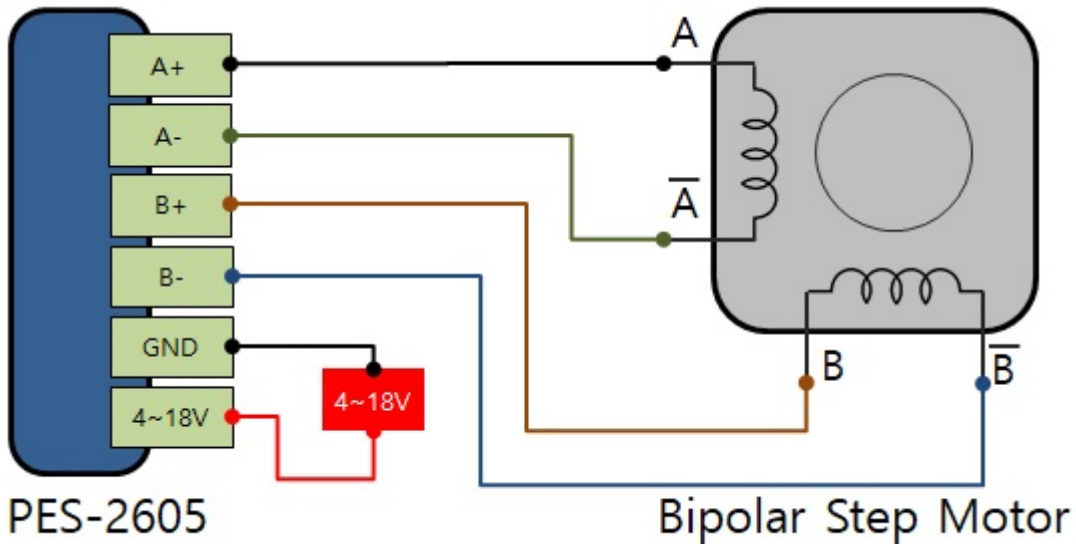 A+
A-
B+
B-
GND
4~18V
4~18V
A
A̅
B
B̅
PES-2605
Bipolar Step Motor